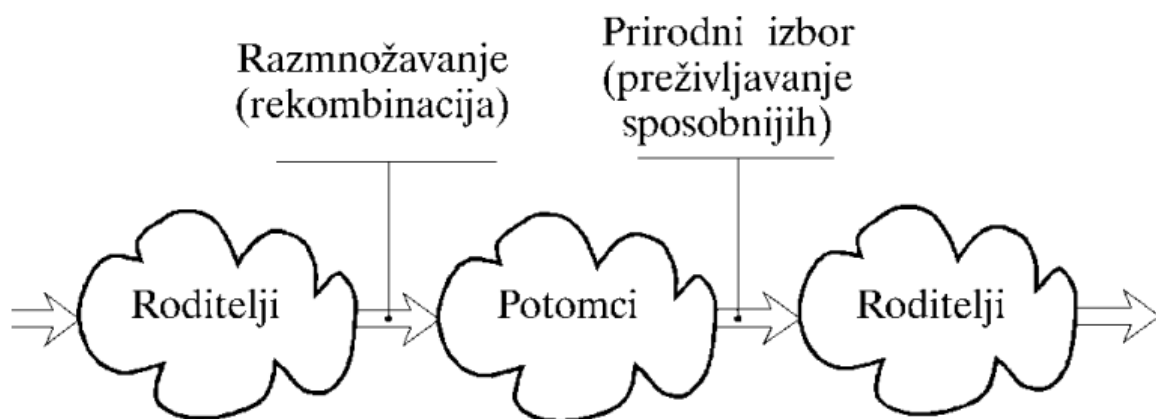 Razmnožavanje
(rekombinacija)
Prirodni izbor
(preživljavanje
sposobnijih)
Roditelji
Potomci
Roditelji